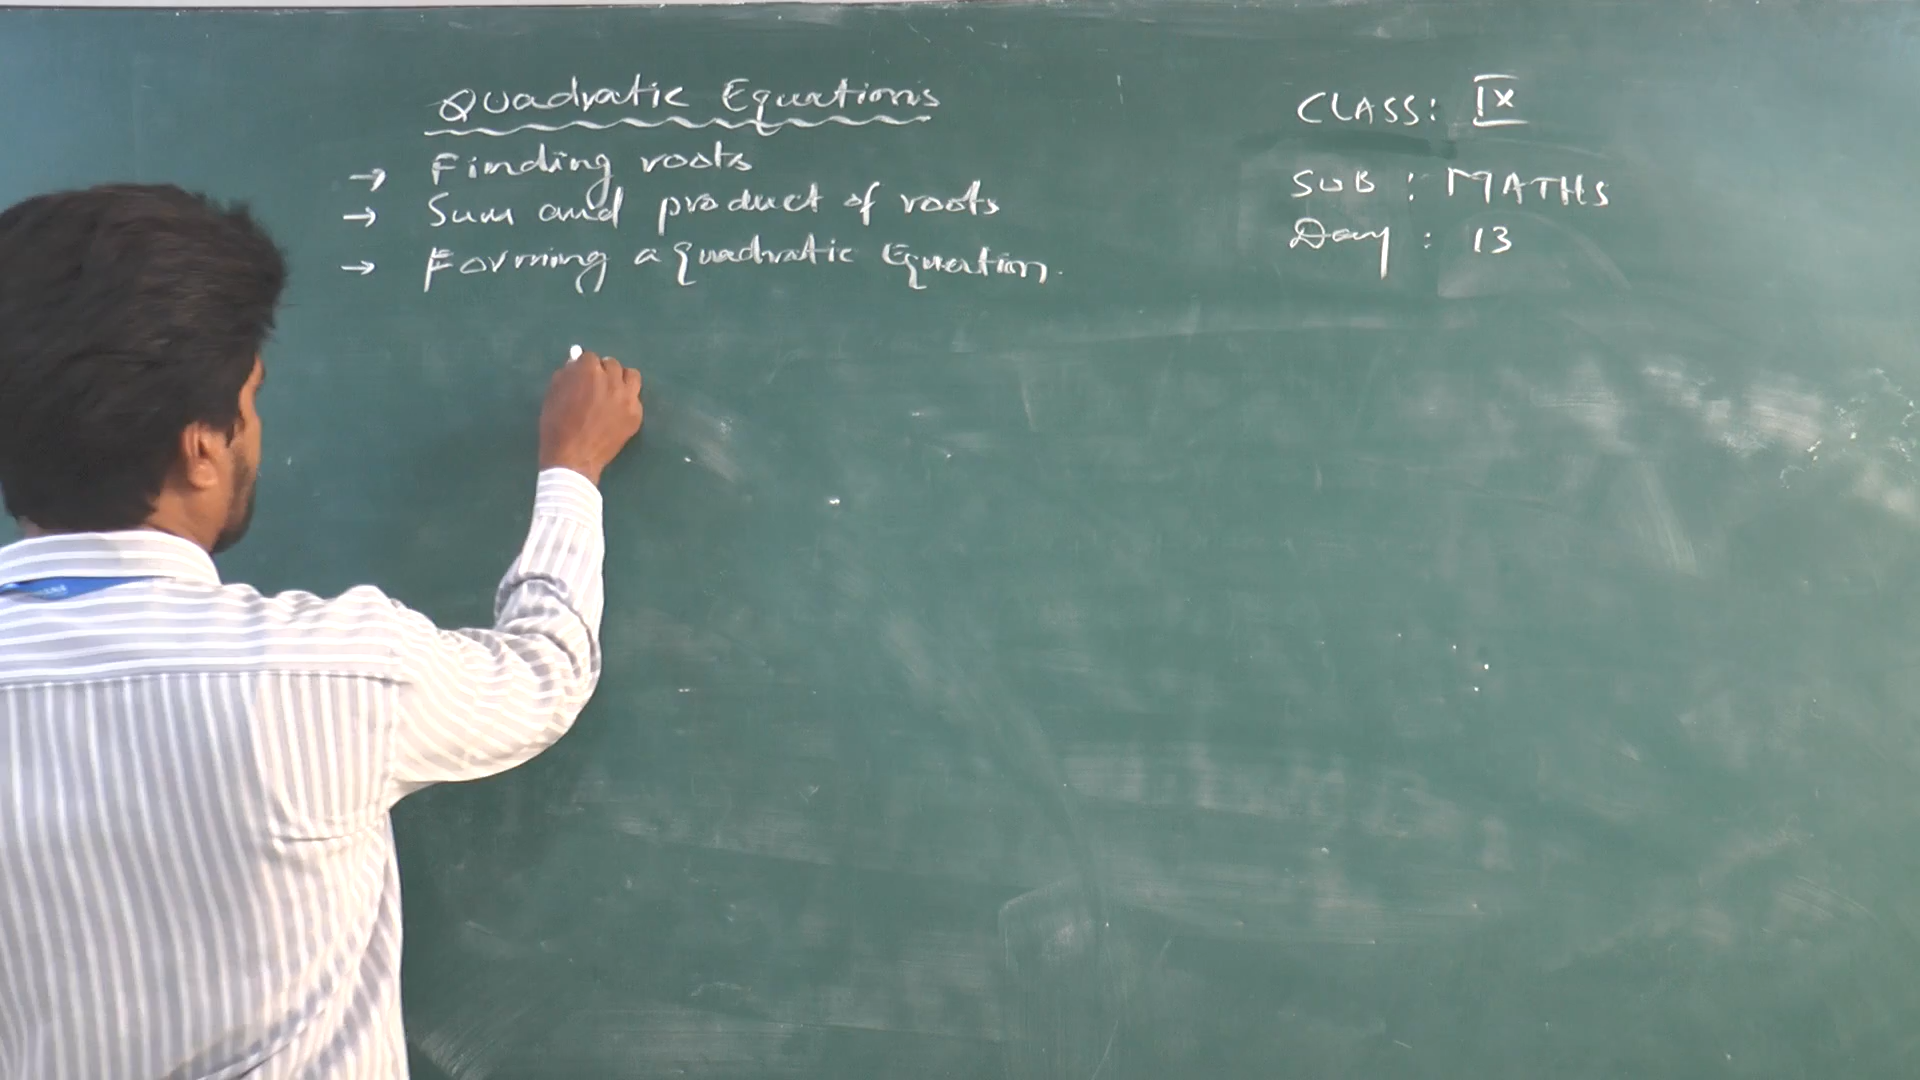 Quadratic Equations
→ Finding roots
→ Sum and product of roots
→ Forming a quadratic Equation.
CLASS: IX
SUB : MATHS
Day : 13